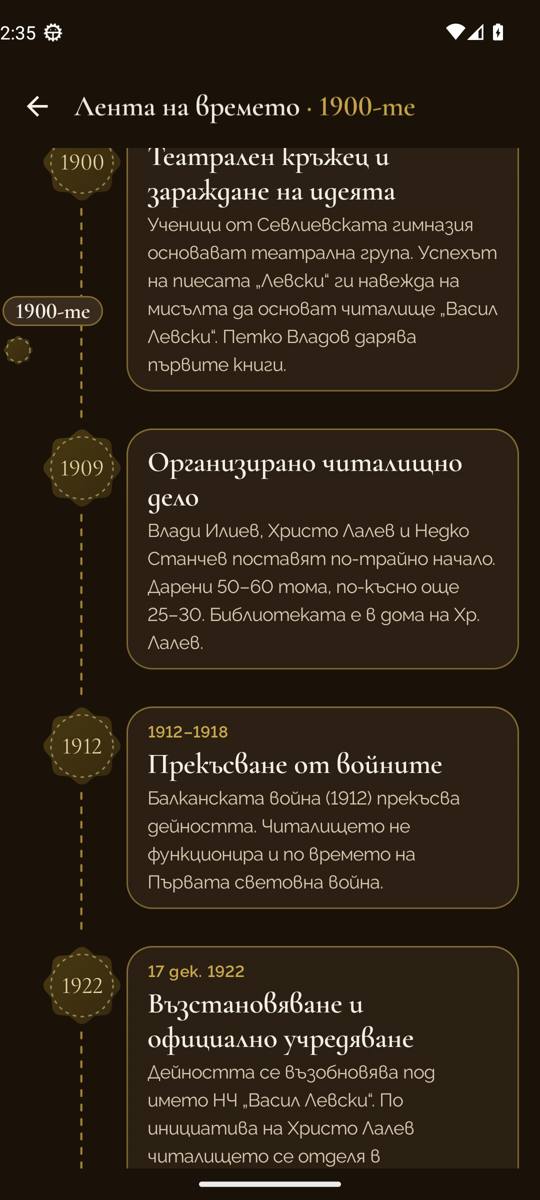 2:35
Лента на времето · 1900-те
1900
Театрален кръжец и
зараждане на идеята
Ученици от Севлиевската гимназия
основават театрална група. Успехът
на пиесата „Левски“ ги навежда на
мисълта да основат читалище „Васил
Левски“. Петко Владов дарява
първите книги.
1900-те
1909
Организирано читалищно
дело
Влади Илиев, Христо Лалев и Недко
Станчев поставят по-трайно начало.
Дарени 50–60 тома, по-късно още
25–30. Библиотеката е в дома на Хр.
Лалев.
1912
1912–1918
Прекъсване от войните
Балканската война (1912) прекъсва
дейността. Читалището не
функционира и по времето на
Първата световна война.
1922
17 дек. 1922
Възстановяване и
официално учредяване
Дейността се възобновява под
името НЧ „Васил Левски“. По
инициатива на Христо Лалев
читалището се отделя в